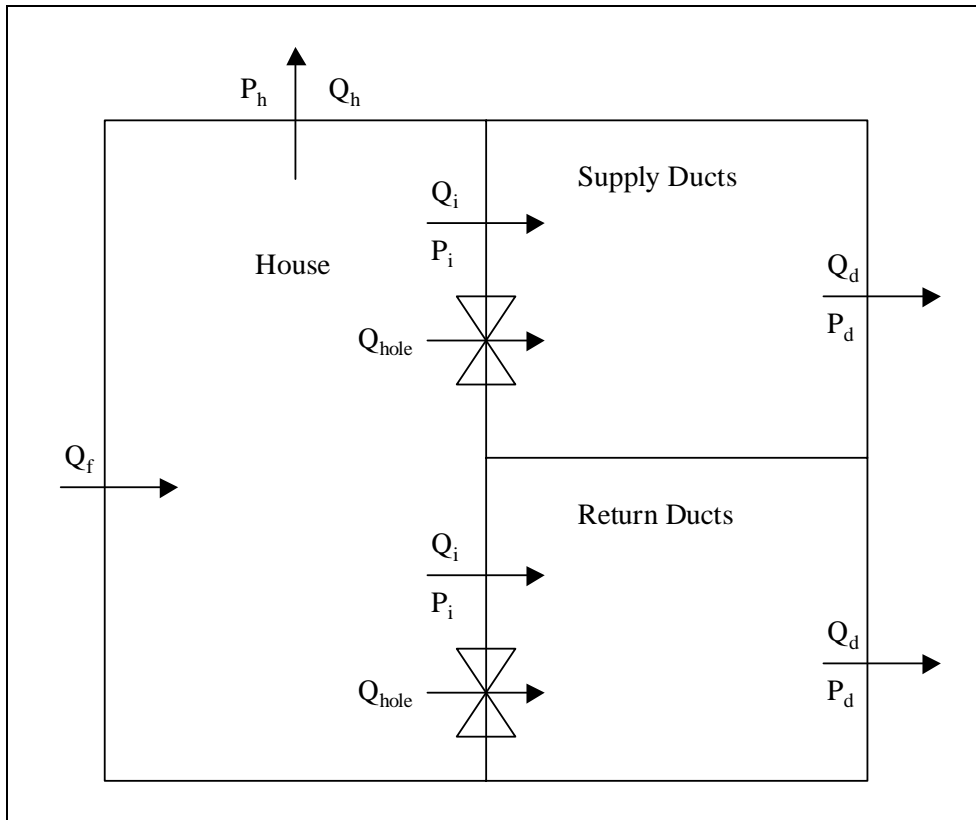 P_h Q_h
Supply Ducts
Q_i
P_i
House
Q_d
P_d
Q_hole
Q_f
Return Ducts
Q_i
P_i
Q_d
P_d
Q_hole